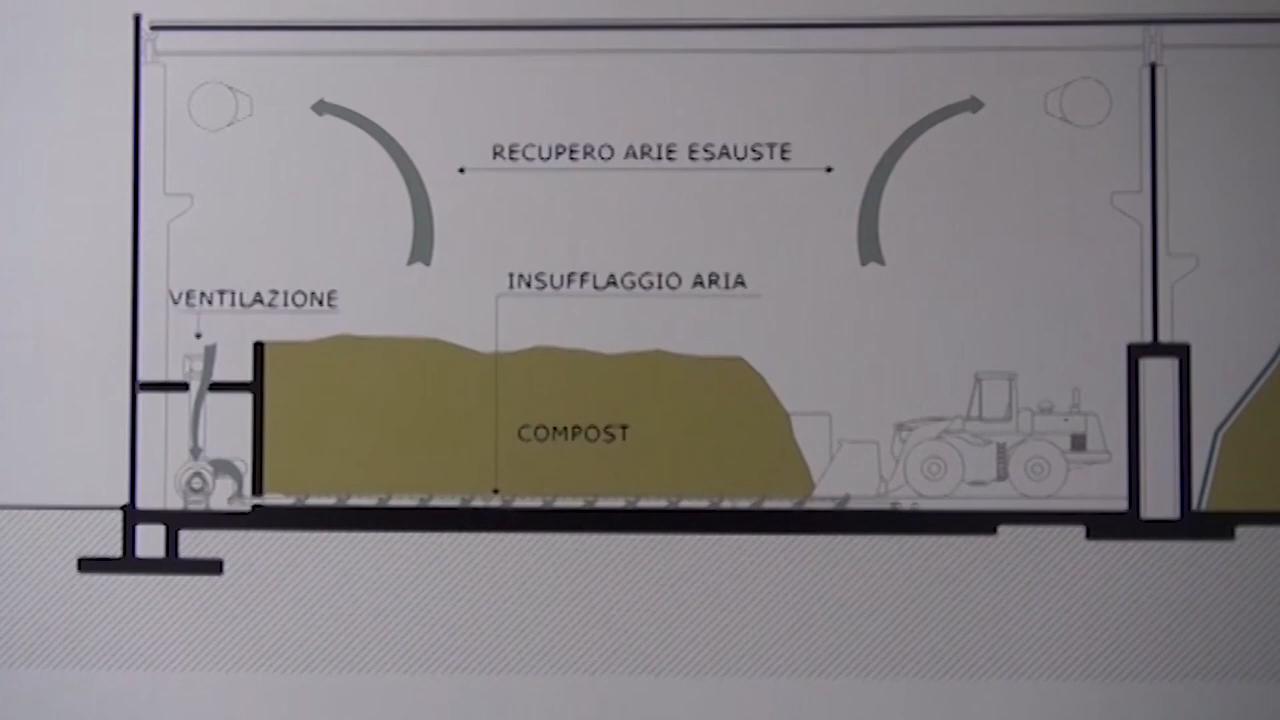 RECUPERO ARIE ESAUSTE
INSUFFLAGGIO ARIA
VENTILAZIONE
COMPOST